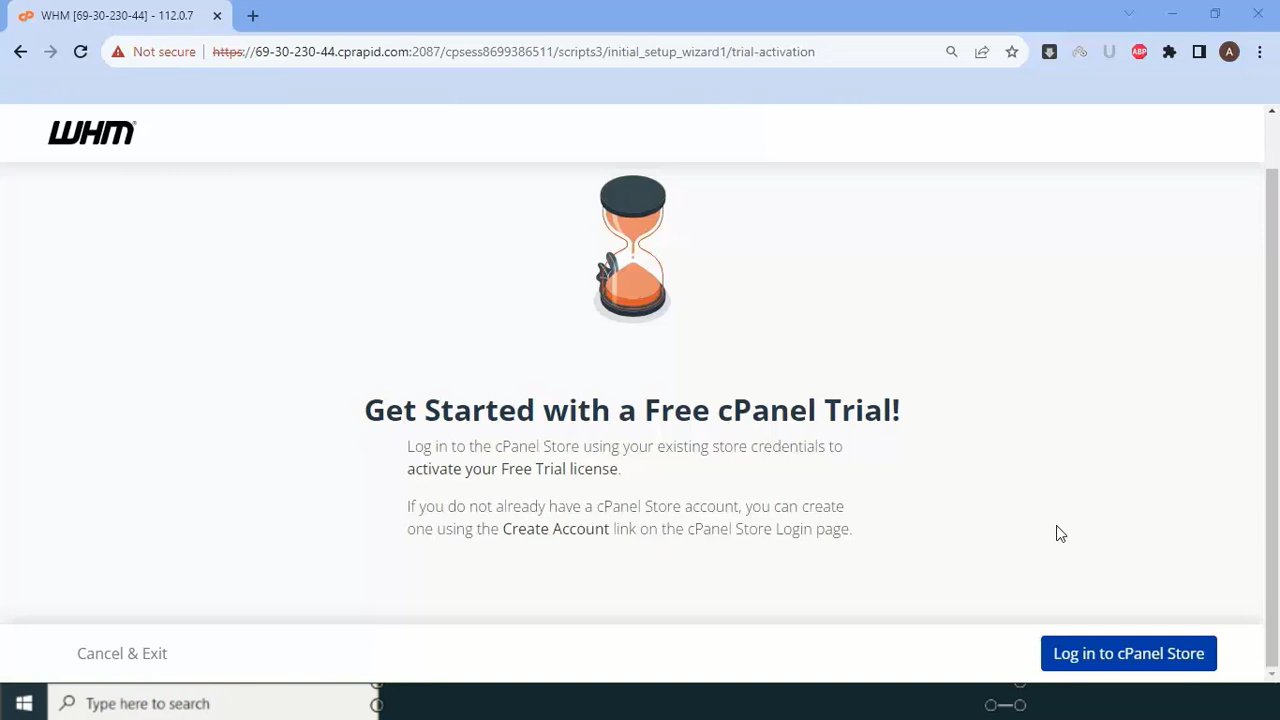 WHM [69-30-230-44] - 112.0.7
Not secure
https://69-30-230-44.cprapid.com:2087/cpsess8699386511/scripts3/initial_setup_wizard1/trial-activation
ABP
A
WHM
Get Started with a Free cPanel Trial!
Log in to the cPanel Store using your existing store credentials to
activate your Free Trial license.
If you do not already have a cPanel Store account, you can create
one using the Create Account link on the cPanel Store Login page.
Cancel & Exit
Log in to cPanel Store
Type here to search